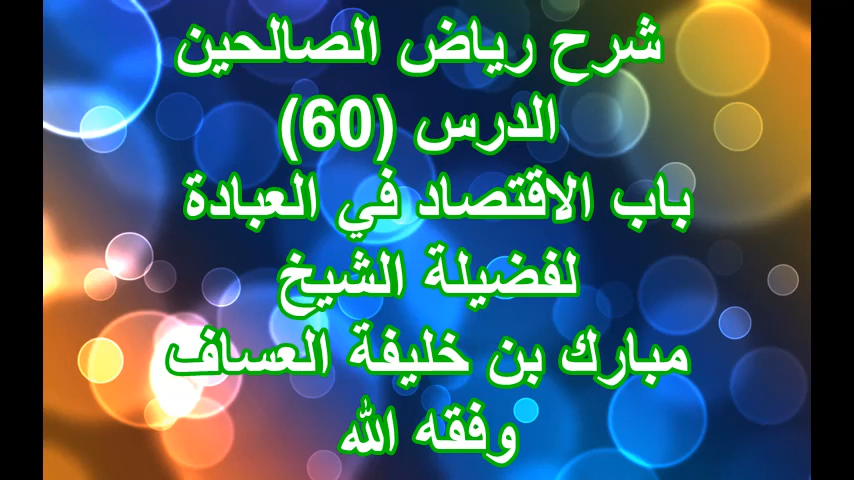 شرح رياض الصالحين
الدرس (60)
باب الاقتصاد في العبادة
لفضيلة الشيخ
مبارك بن خليفة العساف
وفقه الله